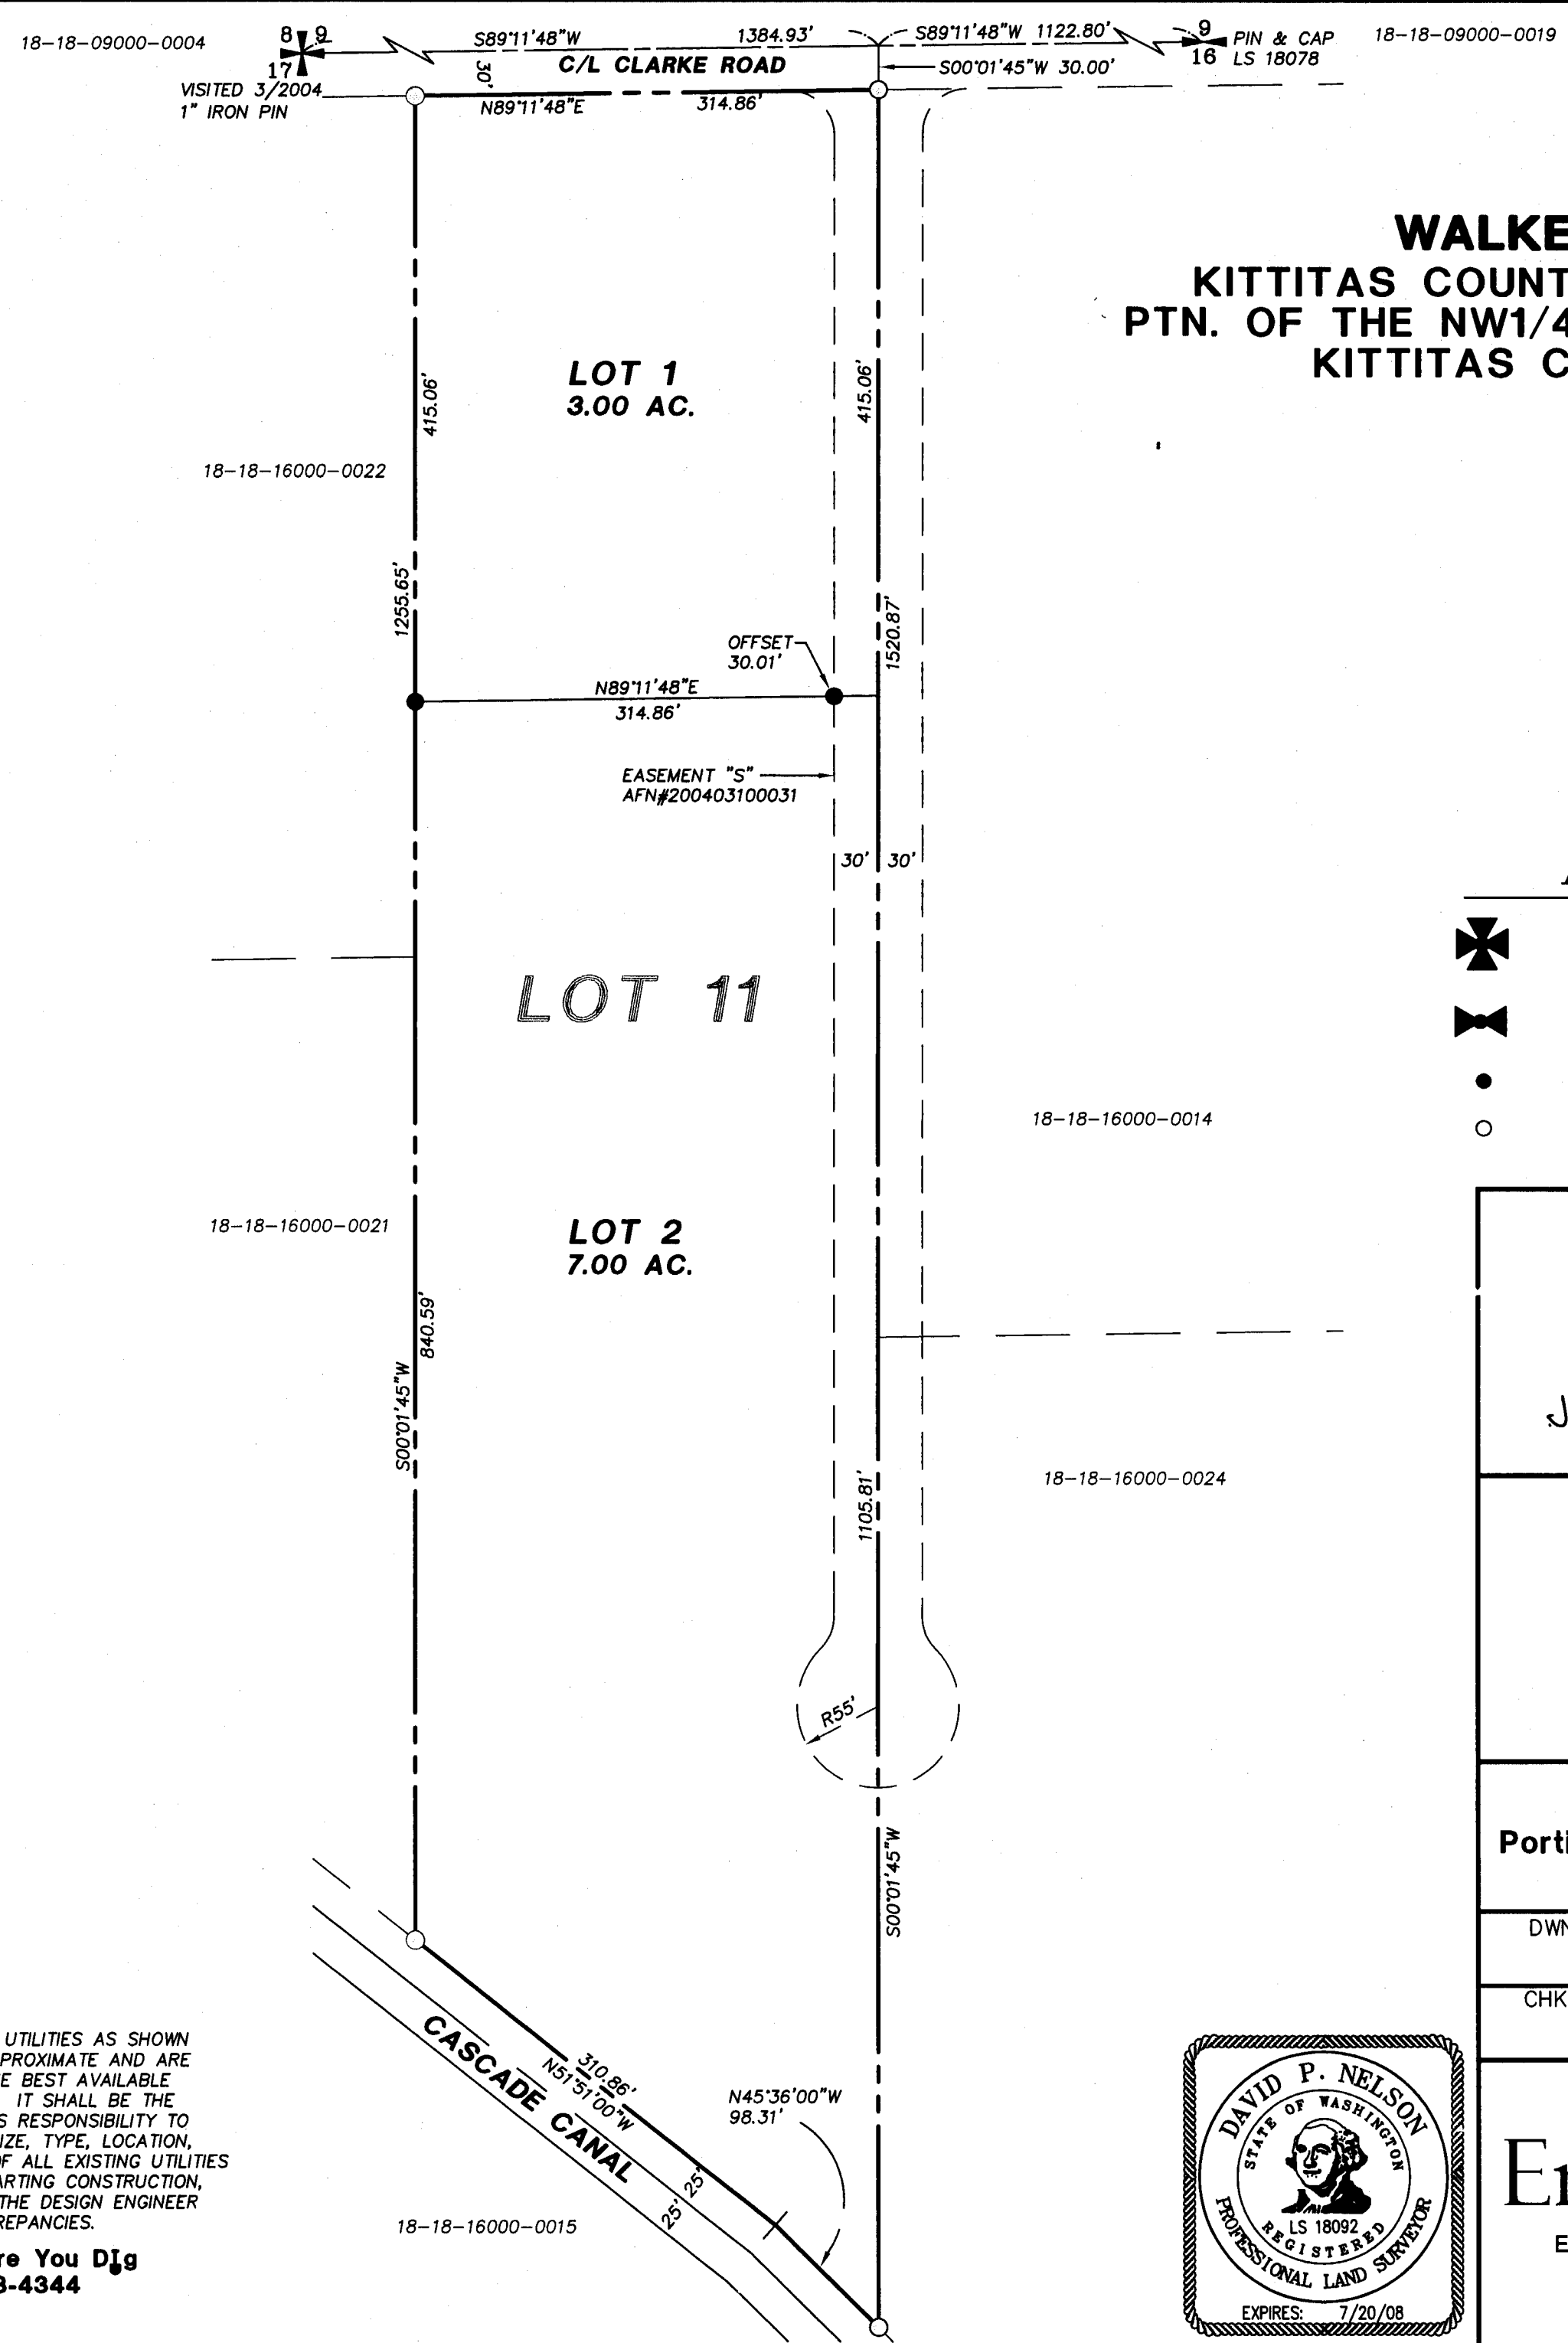 18-18-09000-0004
8 9
17
VISITED 3/2004
1" IRON PIN
S89°11'48"W 1384.93'
S89°11'48"W 1122.80'
9
16
PIN & CAP
LS 18078
18-18-09000-0019
30'
C/L CLARKE ROAD
S00°01'45"W 30.00'
N89°11'48"E 314.86'
WALKE
KITTITAS COUNT
PTN. OF THE NW1/4
KITTITAS C
LOT 1
3.00 AC.
415.06'
415.06'
18-18-16000-0022
1255.65'
1520.87'
OFFSET
30.01'
N89°11'48"E
314.86'
EASEMENT "S"
AFN#200403100031
30' 30'
LOT 11
18-18-16000-0014
18-18-16000-0021
LOT 2
7.00 AC.
840.59'
S00°01'45"W
1105.81'
18-18-16000-0024
R55'
S00°01'45"W
Porti
DWN
CHK
310.86'
N51°51'00"W
CASCADE CANAL
25' 25'
N45°36'00"W
98.31'
18-18-16000-0015
UTILITIES AS SHOWN
PROXIMATE AND ARE
E BEST AVAILABLE
IT SHALL BE THE
S RESPONSIBILITY TO
IZE, TYPE, LOCATION,
OF ALL EXISTING UTILITIES
ARTING CONSTRUCTION,
THE DESIGN ENGINEER
REPANCIES.
re You Dig
3-4344
DAVID P. NELSON
STATE OF WASHINGTON
LS 18092
REGISTERED
PROFESSIONAL LAND SURVEYOR
EXPIRES: 7/20/08
E